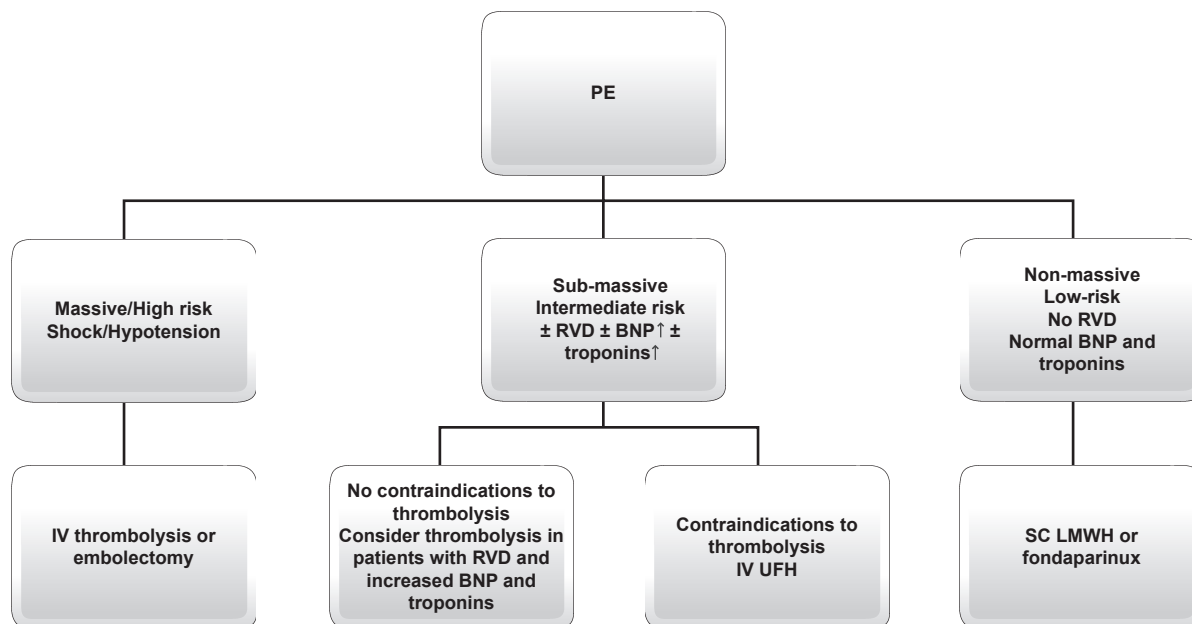 PE
Massive/High risk
Shock/Hypotension
Sub-massive
Intermediate risk
± RVD ± BNP↑ ±
troponins↑
Non-massive
Low-risk
No RVD
Normal BNP and
troponins
IV thrombolysis or
embolectomy
No contraindications to
thrombolysis
Consider thrombolysis in
patients with RVD and
increased BNP and
troponins
Contraindications to
thrombolysis
IV UFH
SC LMWH or
fondaparinux